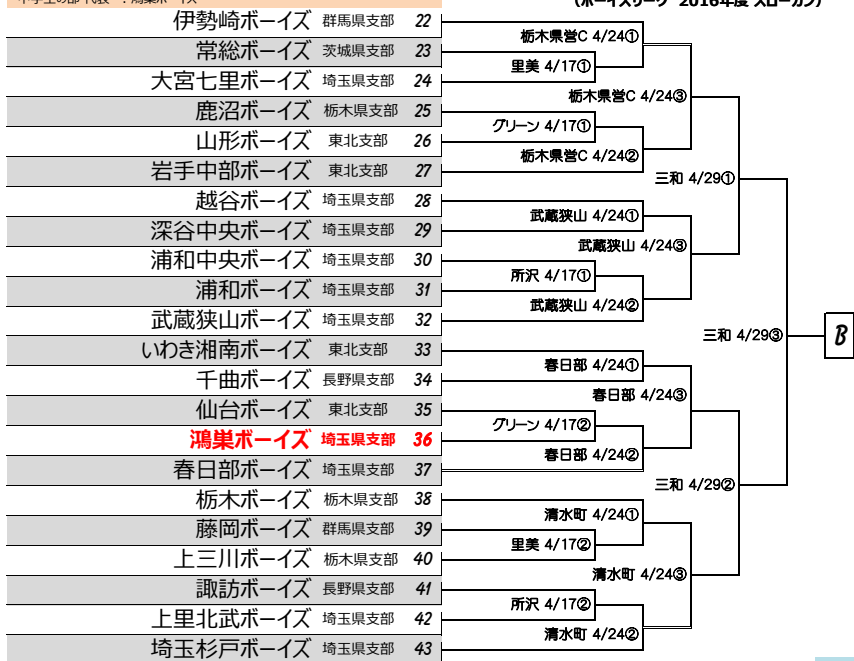 (ボーイズリーグ 2016年度 スローガン)
伊勢崎ボーイズ 群馬県支部 22
栃木県営C 4/24①
常総ボーイズ 茨城県支部 23
里美 4/17①
大宮七里ボーイズ 埼玉県支部 24
栃木県営C 4/24③
鹿沼ボーイズ 栃木県支部 25
グリーン 4/17①
山形ボーイズ 東北支部 26
栃木県営C 4/24②
岩手中部ボーイズ 東北支部 27
三和 4/29①
越谷ボーイズ 埼玉県支部 28
武蔵狭山 4/24①
深谷中央ボーイズ 埼玉県支部 29
武蔵狭山 4/24③
浦和中央ボーイズ 埼玉県支部 30
所沢 4/17①
浦和ボーイズ 埼玉県支部 31
武蔵狭山 4/24②
武蔵狭山ボーイズ 埼玉県支部 32
三和 4/29③
B
いわき湘南ボーイズ 東北支部 33
春日部 4/24①
千曲ボーイズ 長野県支部 34
春日部 4/24③
仙台ボーイズ 東北支部 35
グリーン 4/17②
鴻巣ボーイズ 埼玉県支部 36
春日部 4/24②
春日部ボーイズ 埼玉県支部 37
三和 4/29②
栃木ボーイズ 栃木県支部 38
清水町 4/24①
藤岡ボーイズ 群馬県支部 39
里美 4/17②
上三川ボーイズ 栃木県支部 40
清水町 4/24③
諏訪ボーイズ 長野県支部 41
所沢 4/17②
上里北武ボーイズ 埼玉県支部 42
清水町 4/24②
埼玉杉戸ボーイズ 埼玉県支部 43